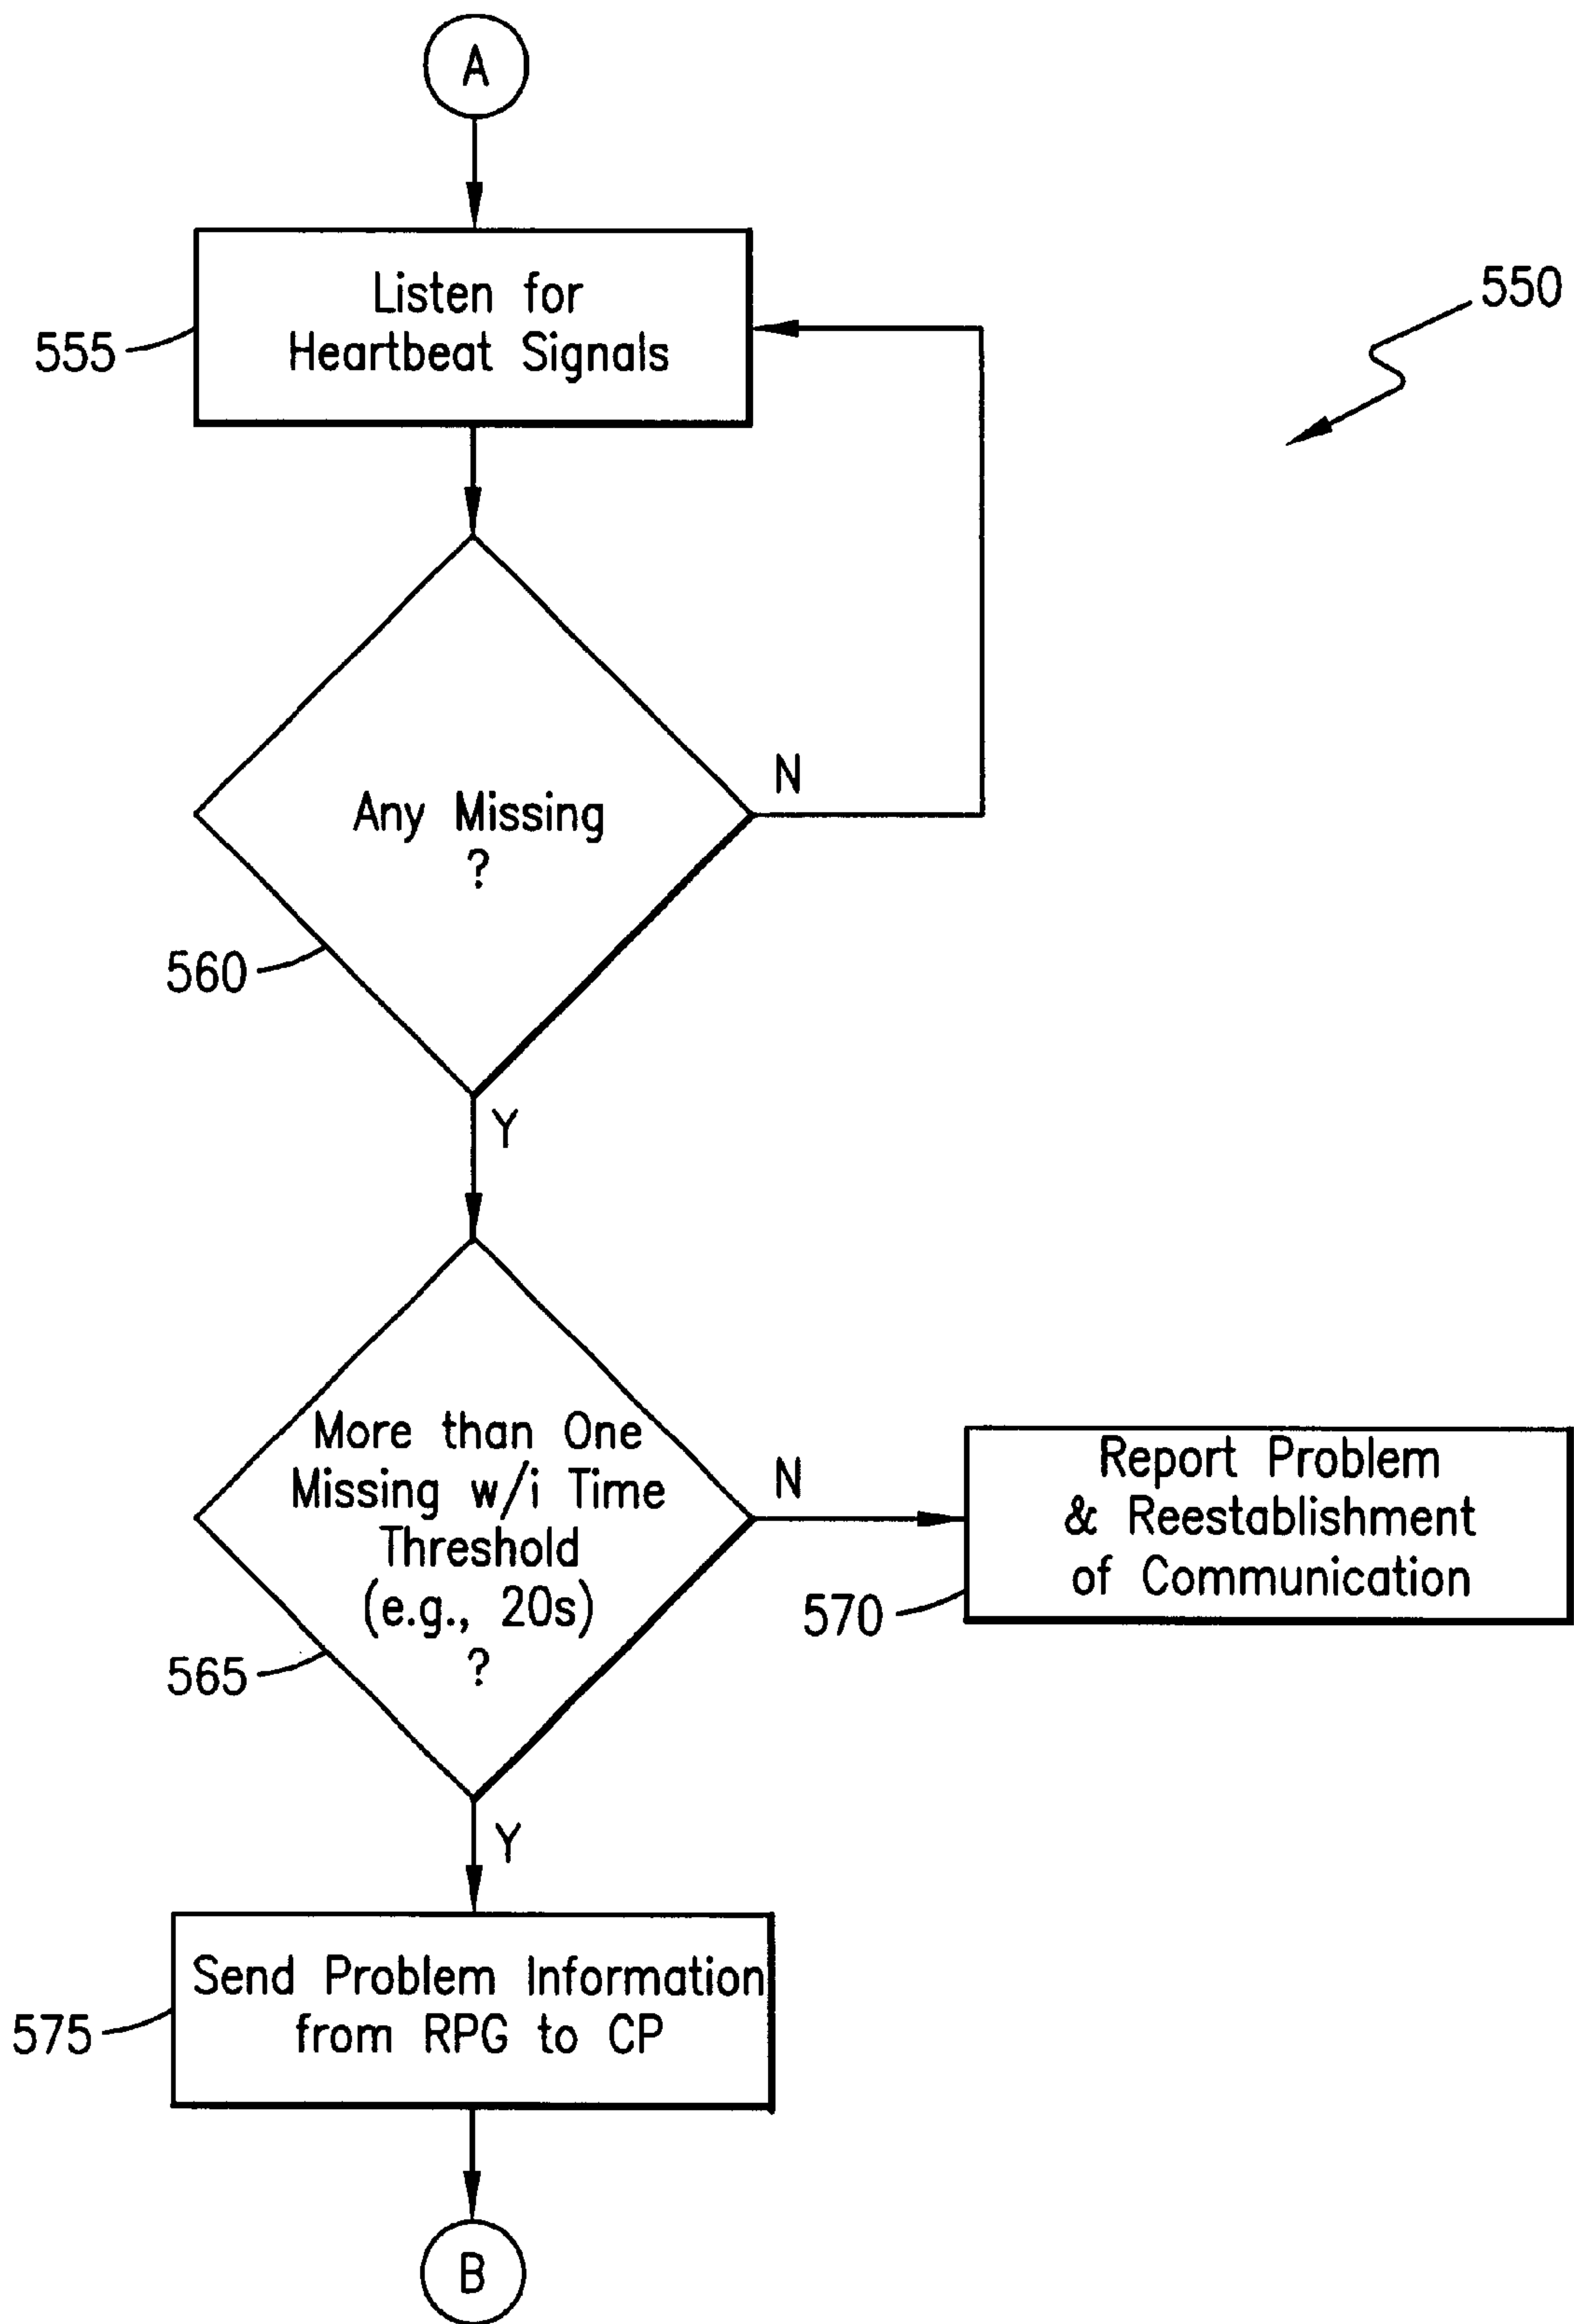 A
550
Listen for
Heartbeat Signals
555
N
Any Missing
?
560
Y
More than One
Missing w/i Time
Threshold
(e.g., 20s)
?
565
N
Report Problem
& Reestablishment
of Communication
570
Y
Send Problem Information
from RPG to CP
575
B